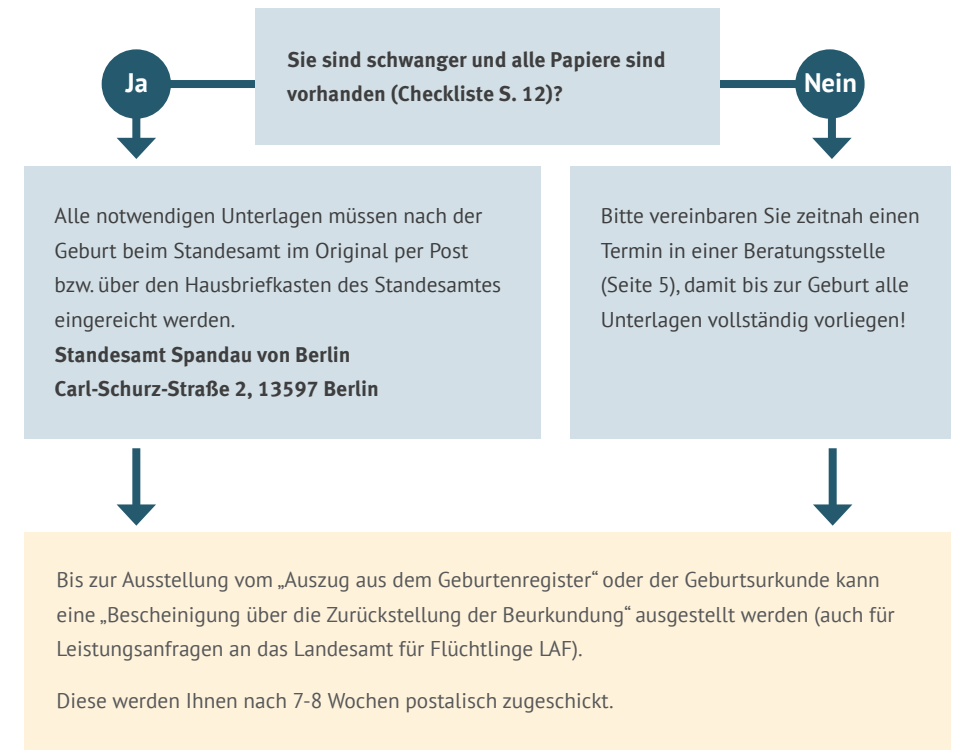 Sie sind schwanger und alle Papiere sind
vorhanden (Checkliste S. 12)?
Ja
Nein
Alle notwendigen Unterlagen müssen nach der
Geburt beim Standesamt im Original per Post
bzw. über den Hausbriefkasten des Standesamtes
eingereicht werden.
Standesamt Spandau von Berlin
Carl-Schurz-Straße 2, 13597 Berlin
Bitte vereinbaren Sie zeitnah einen
Termin in einer Beratungsstelle
(Seite 5), damit bis zur Geburt alle
Unterlagen vollständig vorliegen!
Bis zur Ausstellung vom „Auszug aus dem Geburtenregister“ oder der Geburtsurkunde kann
eine „Bescheinigung über die Zurückstellung der Beurkundung“ ausgestellt werden (auch für
Leistungsanfragen an das Landesamt für Flüchtlinge LAF).
Diese werden Ihnen nach 7-8 Wochen postalisch zugeschickt.